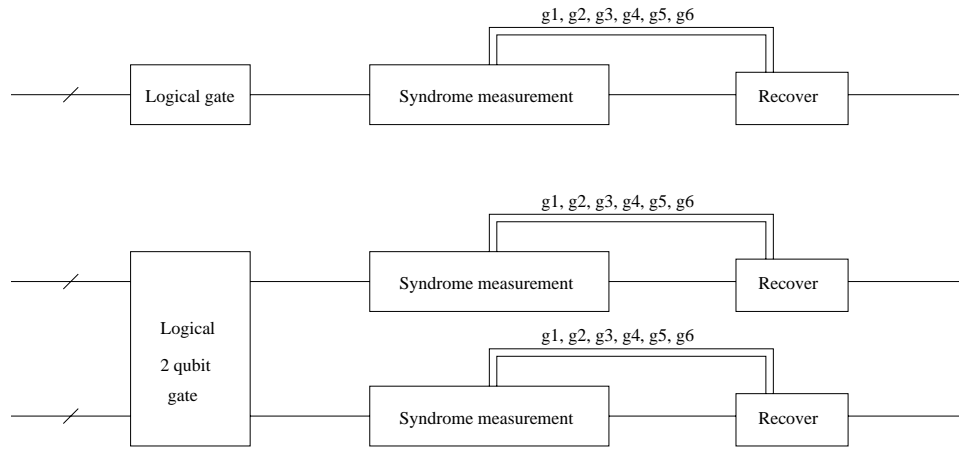 g1, g2, g3, g4, g5, g6
Logical gate
Syndrome measurement
Recover
g1, g2, g3, g4, g5, g6
Syndrome measurement
Recover
Logical
2 qubit
gate
g1, g2, g3, g4, g5, g6
Syndrome measurement
Recover